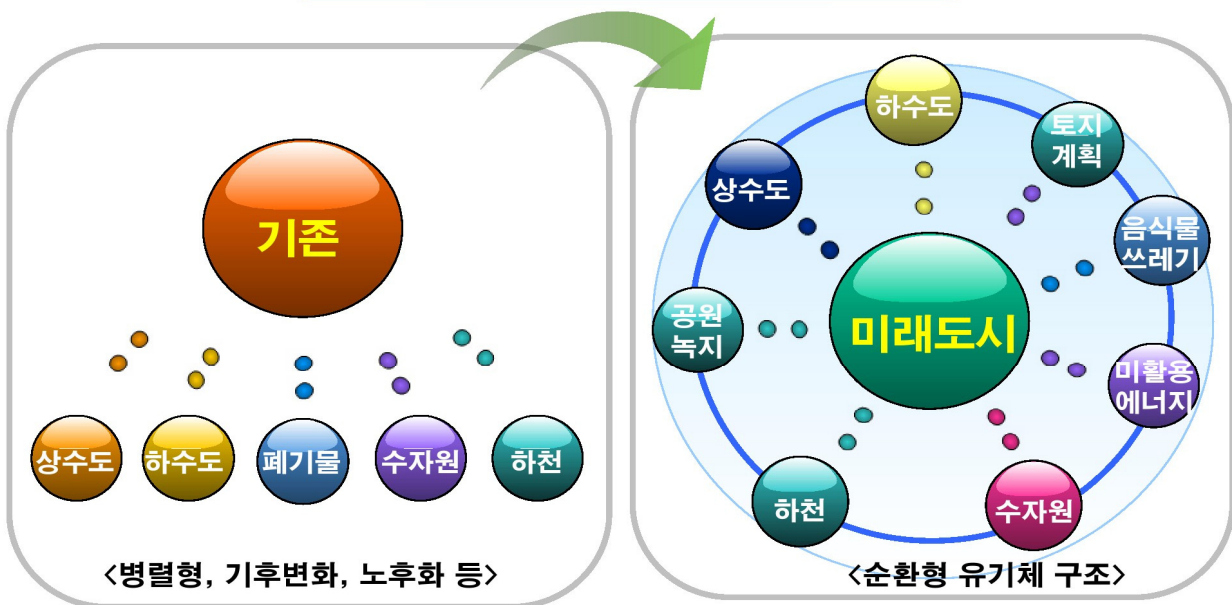 기존
상수도
하수도
폐기물
수자원
하천
<병렬형, 기후변화, 노후화 등>
하수도
토지
계획
상수도
음식물
쓰레기
공원
녹지
미래도시
미활용
에너지
하천
수자원
<순환형 유기체 구조>